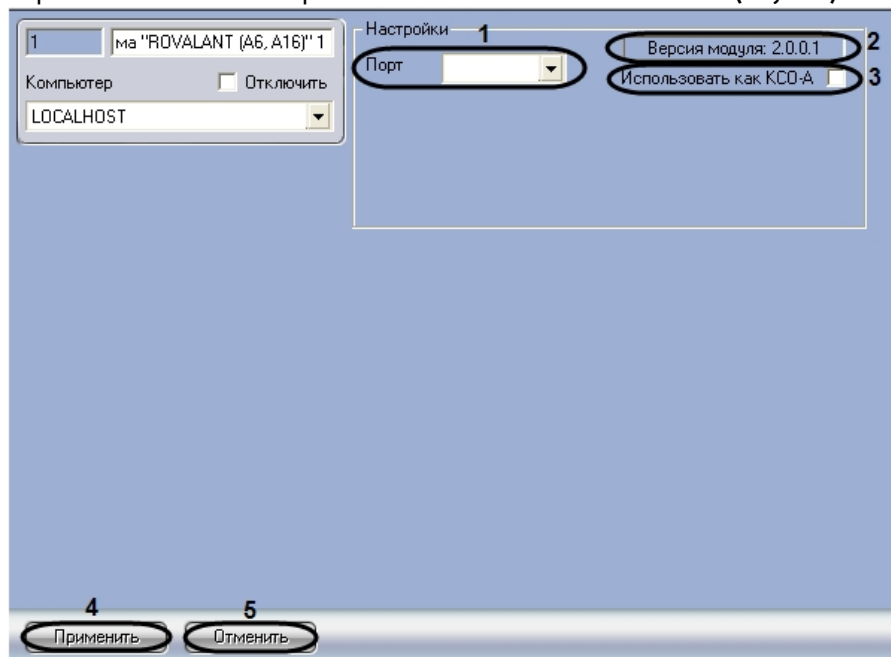 Настройки
1
1
ма "ROVALANT (A6, A16)" 1
Порт
Версия модуля: 2.0.0.1
2
Компьютер
Отключить
Использовать как КСО-А
3
LOCALHOST
4
5
Применить
Отменить